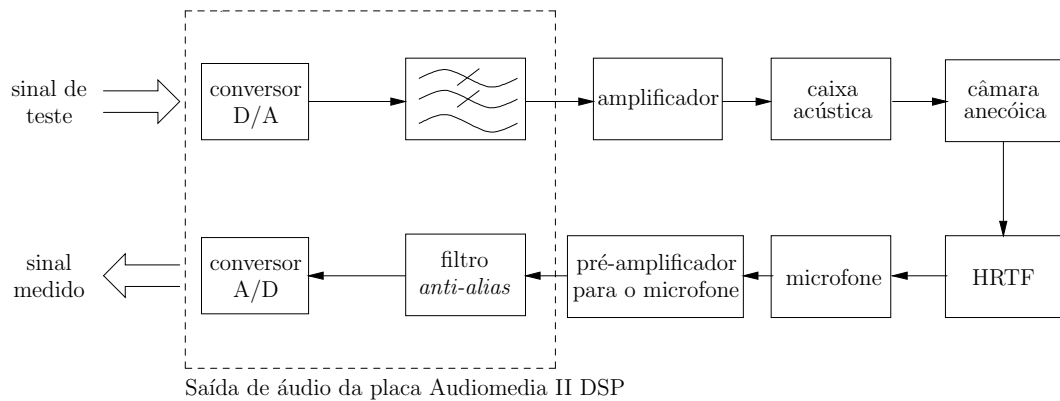 sinal de
teste
conversor
D/A
amplificador
caixa
acústica
câmara
anecóica
sinal
medido
conversor
A/D
filtro
anti-alias
pré-amplificador
para o microfone
microfone
HRTF
Saída de áudio da placa Audiomedia II DSP